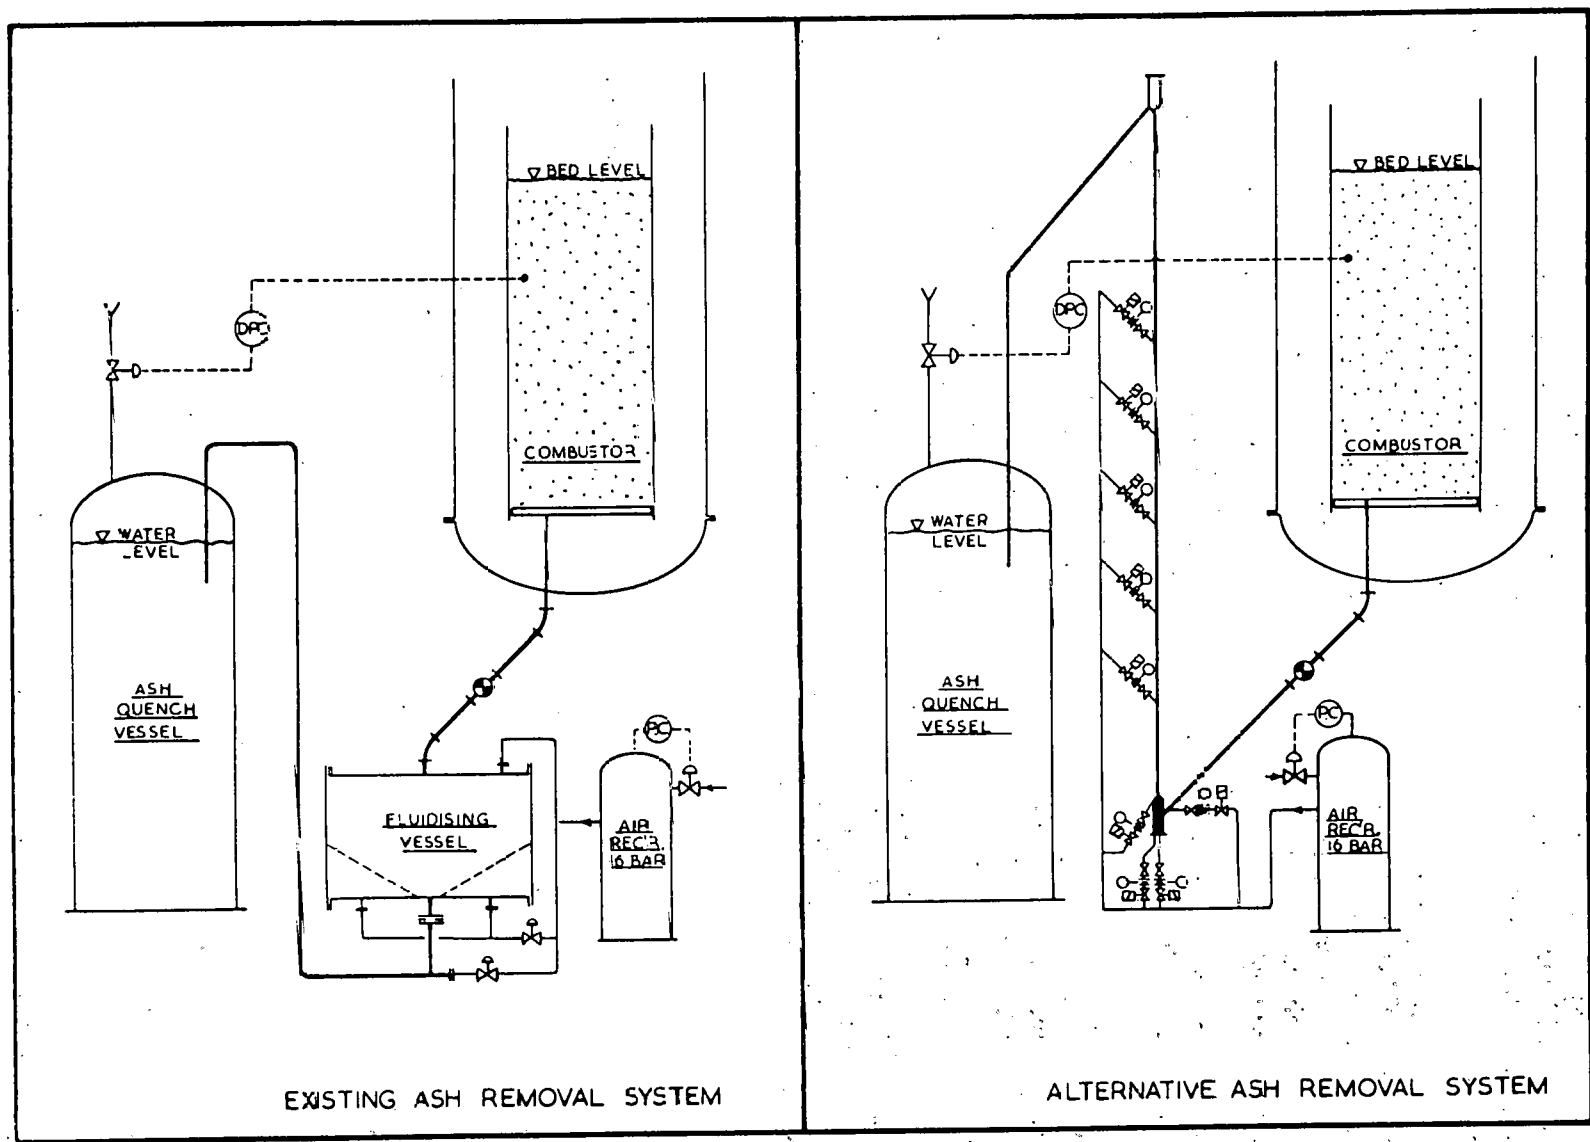 BED LEVEL
DPC
COMBUSTOR
WATER
LEVEL
ASH
QUENCH
VESSEL
PC
FLUIDISING
VESSEL
AIR
REC'R.
16 BAR
EXISTING ASH REMOVAL SYSTEM
BED LEVEL
DPC
COMBUSTOR
WATER
LEVEL
ASH
QUENCH
VESSEL
PC
AIR
REC'R.
16 BAR
ALTERNATIVE ASH REMOVAL SYSTEM